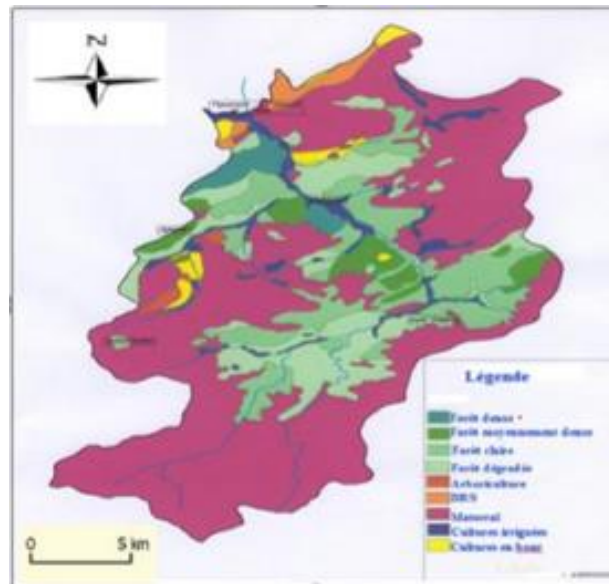 N
Légende
Forêt dense
Forêt moyennement dense
Forêt claire
Forêt dégradée
Arboriculture
DRS
Matorral
Cultures irriguées
Cultures en bour
0 5 km